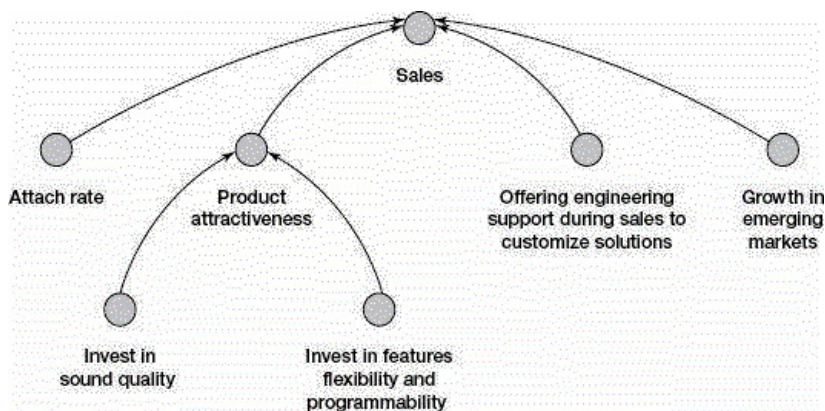 Sales
Attach rate
Product
attractiveness
Offering engineering
support during sales to
customize solutions
Growth in
emerging
markets
Invest in
sound quality
Invest in features
flexibility and
programmability